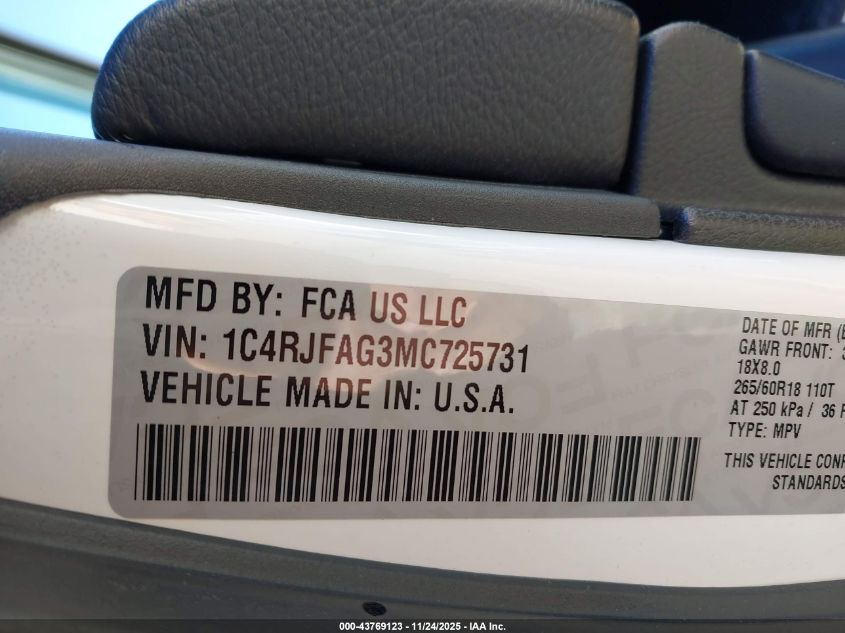 MFD BY: FCA US LLC
VIN: 1C4RJFAG3MC725731
VEHICLE MADE IN: U.S.A.
DATE OF MFR
GAWR FRONT:
18X8.0
265/60R18 110T
AT 250 kPa / 36
TYPE: MPV
THIS VEHICLE
STANDARDS
000-43769123 - 11/24/2025 - IAA Inc.